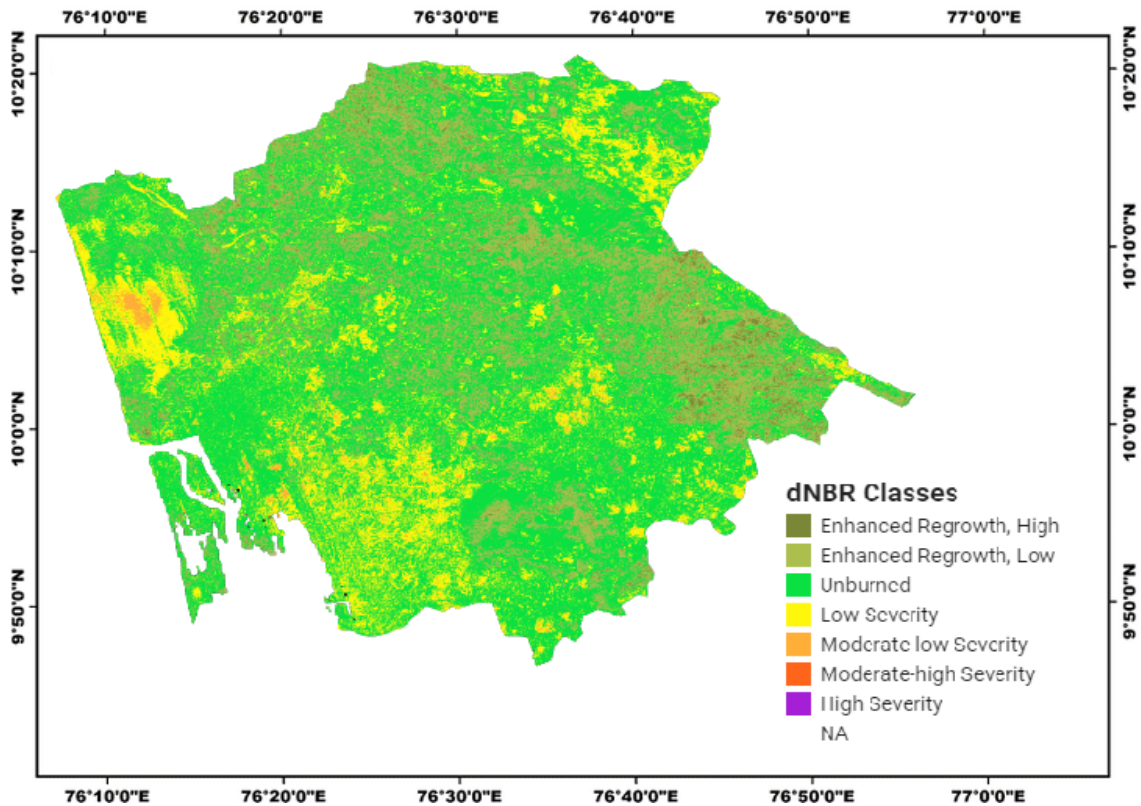 76°10'0"E 76°20'0"E 76°30'0"E 76°40'0"E 76°50'0"E 77°0'0"E
10°20'0"N
10°20'0"N
10°10'0"N
10°10'0"N
10°0'0"N
10°0'0"N
9°50'0"N
9°50'0"N
dNBR Classes
Enhanced Regrowth, High
Enhanced Regrowth, Low
Unburned
Low Severity
Moderate low Severity
Moderate-high Severity
High Severity
NA
76°10'0"E 76°20'0"E 76°30'0"E 76°40'0"E 76°50'0"E 77°0'0"E